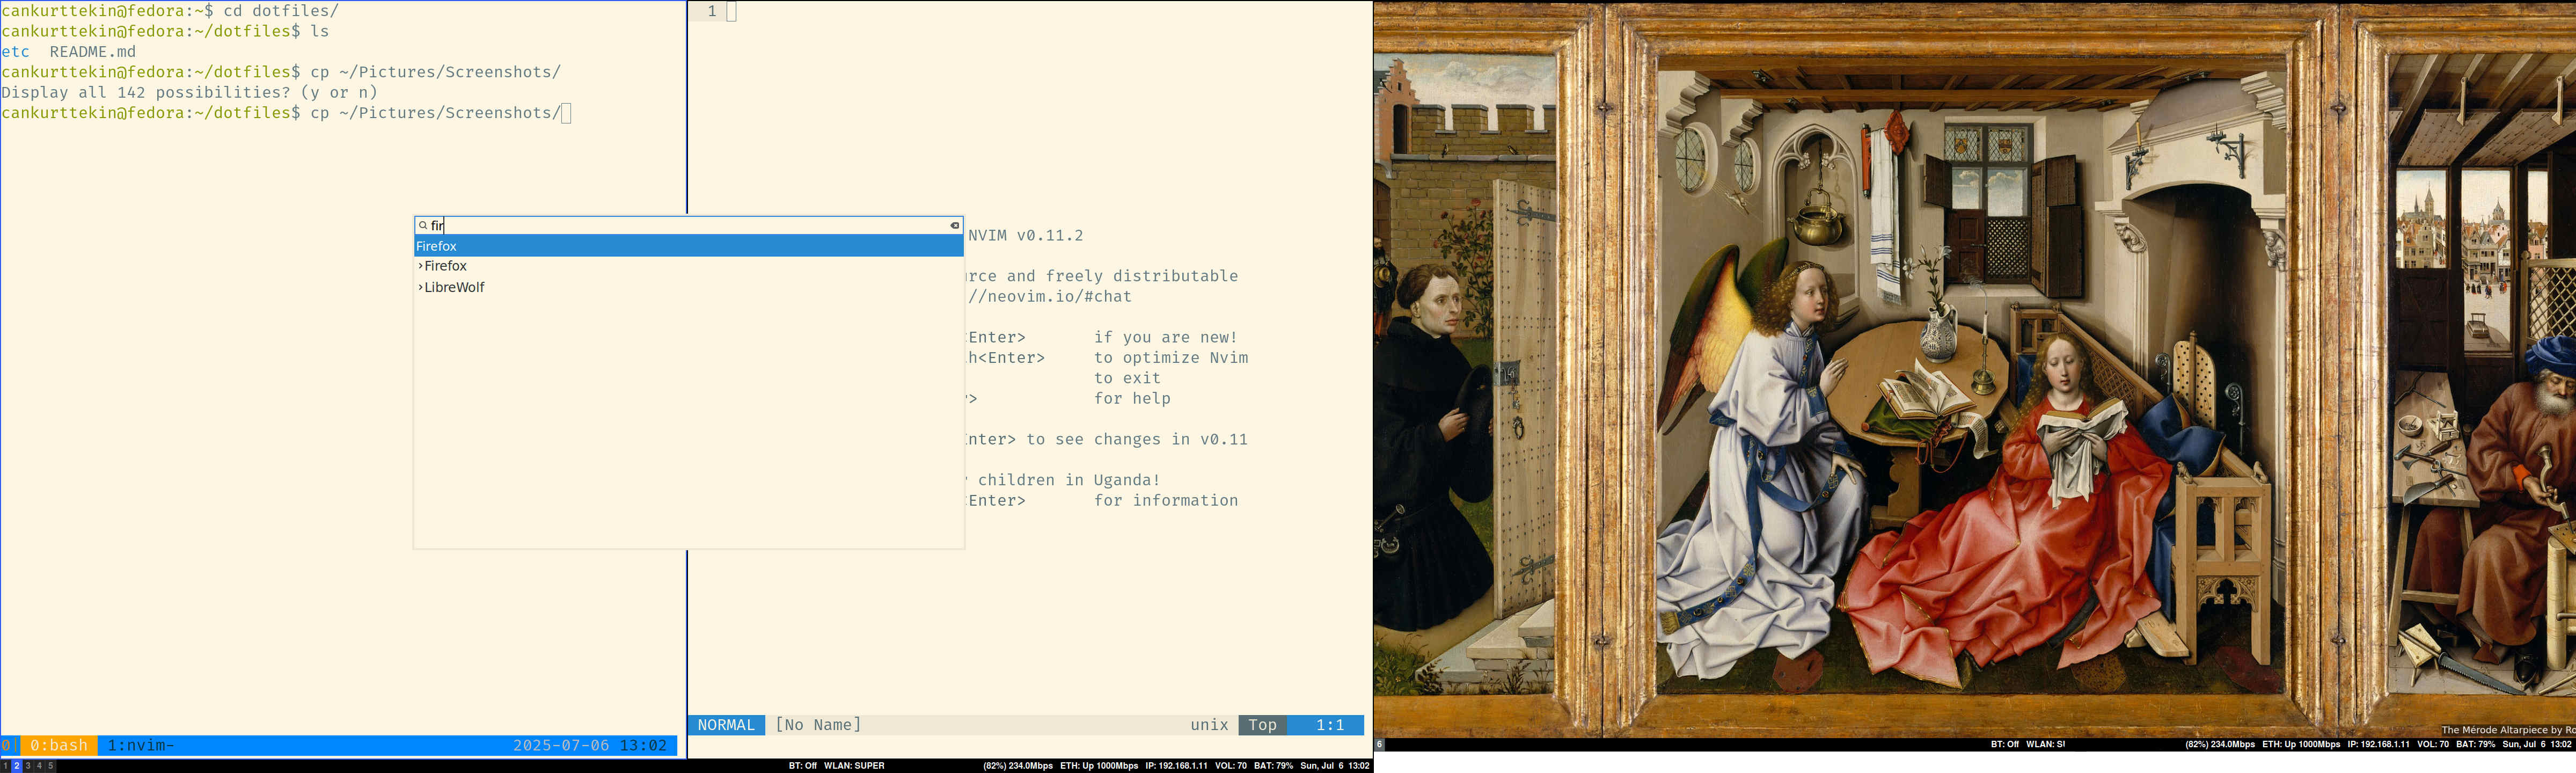 cankurttekin@fedora:~$ cd dotfiles/
cankurttekin@fedora:~/dotfiles$ ls
etc  README.md
cankurttekin@fedora:~/dotfiles$ cp ~/Pictures/Screenshots/
Display all 142 possibilities? (y or n)
cankurttekin@fedora:~/dotfiles$ cp ~/Pictures/Screenshots/
0 0:bash 1:nvim- 2025-07-06 13:02
fir
Firefox
Firefox
LibreWolf
1
NVIM v0.11.2
rce and freely distributable
//neovim.io/#chat
Enter> if you are new!
h<Enter> to optimize Nvim
to exit
> for help
nter> to see changes in v0.11
children in Uganda!
Enter> for information
NORMAL [No Name] unix Top 1:1
1 2 3 4 5 BT: Off WLAN: SUPER (82%) 234.0Mbps ETH: Up 1000Mbps IP: 192.168.1.11 VOL: 70 BAT: 79% Sun, Jul 6 13:02
The Mérode Altarpiece by Ro
6 BT: Off WLAN: S! (82%) 234.0Mbps ETH: Up 1000Mbps IP: 192.168.1.11 VOL: 70 BAT: 79% Sun, Jul 6 13:02